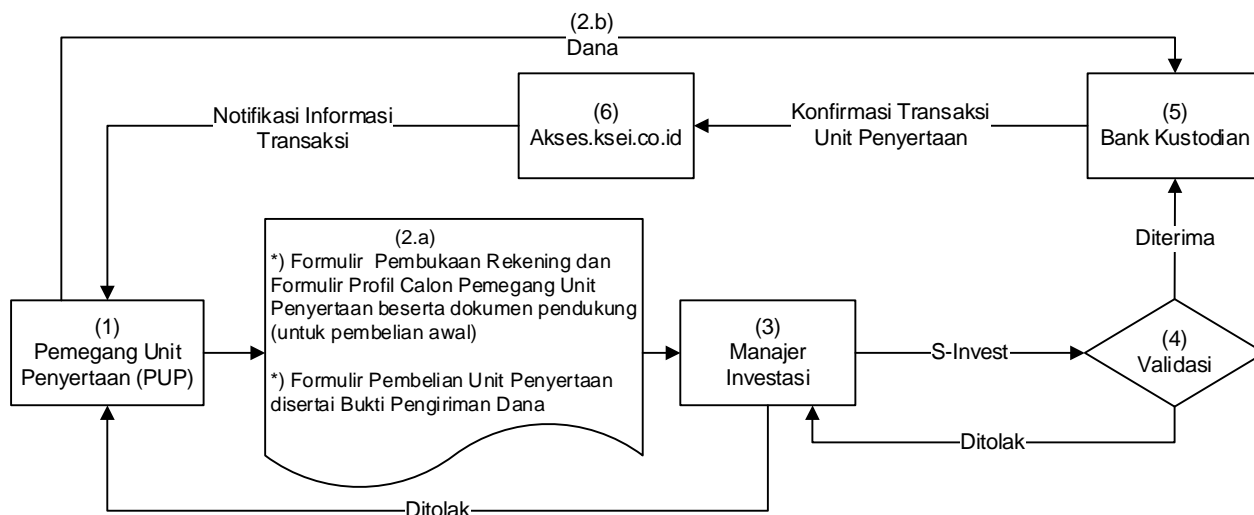 (2.b)
Dana
(6)
Akses.ksei.co.id
Notifikasi Informasi
Transaksi
Konfirmasi Transaksi
Unit Penyertaan
(5)
Bank Kustodian
(2.a)
*) Formulir Pembukaan Rekening dan
Formulir Profil Calon Pemegang Unit
Penyertaan beserta dokumen pendukung
(untuk pembelian awal)
*) Formulir Pembelian Unit Penyertaan
disertai Bukti Pengiriman Dana
Diterima
(1)
Pemegang Unit
Penyertaan (PUP)
(3)
Manajer
Investasi
S-Invest
(4)
Validasi
Ditolak
Ditolak